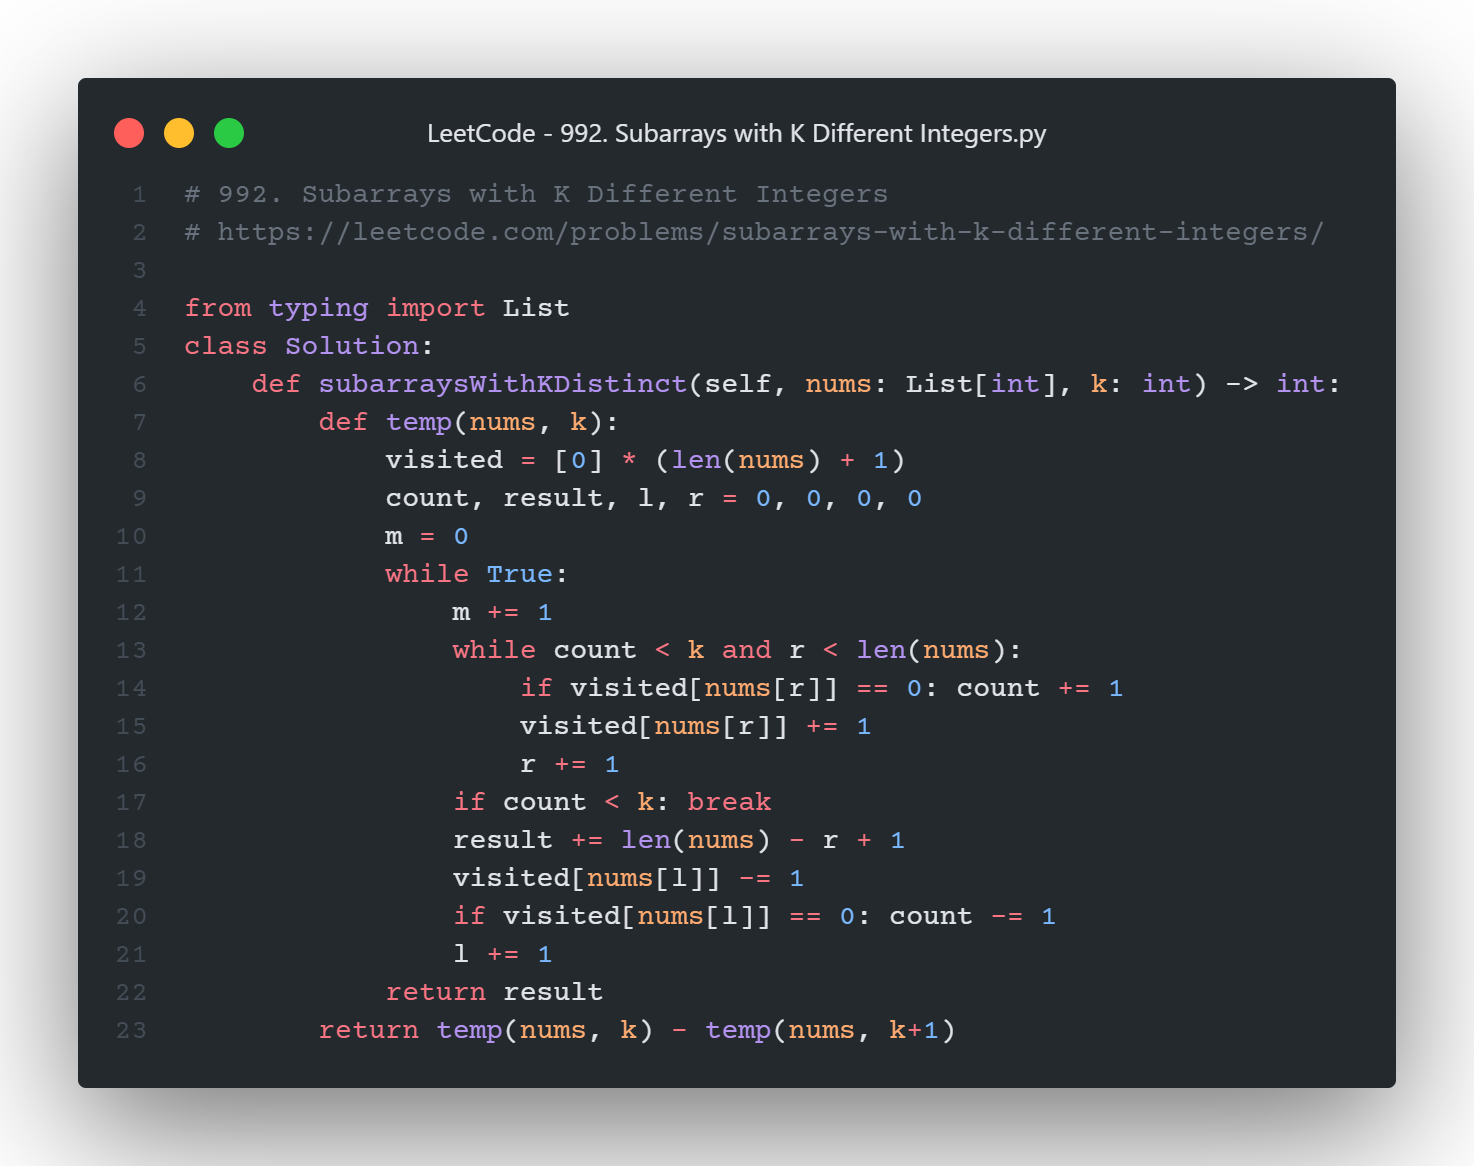 LeetCode - 992. Subarrays with K Different Integers.py
1 # 992. Subarrays with K Different Integers
2 # https://leetcode.com/problems/subarrays-with-k-different-integers/
3
4 from typing import List
5 class Solution:
6     def subarraysWithKDistinct(self, nums: List[int], k: int) -> int:
7         def temp(nums, k):
8             visited = [0] * (len(nums) + 1)
9             count, result, l, r = 0, 0, 0, 0
10             m = 0
11             while True:
12                 m += 1
13                 while count < k and r < len(nums):
14                     if visited[nums[r]] == 0: count += 1
15                     visited[nums[r]] += 1
16                     r += 1
17                 if count < k: break
18                 result += len(nums) - r + 1
19                 visited[nums[l]] -= 1
20                 if visited[nums[l]] == 0: count -= 1
21                 l += 1
22             return result
23         return temp(nums, k) - temp(nums, k+1)